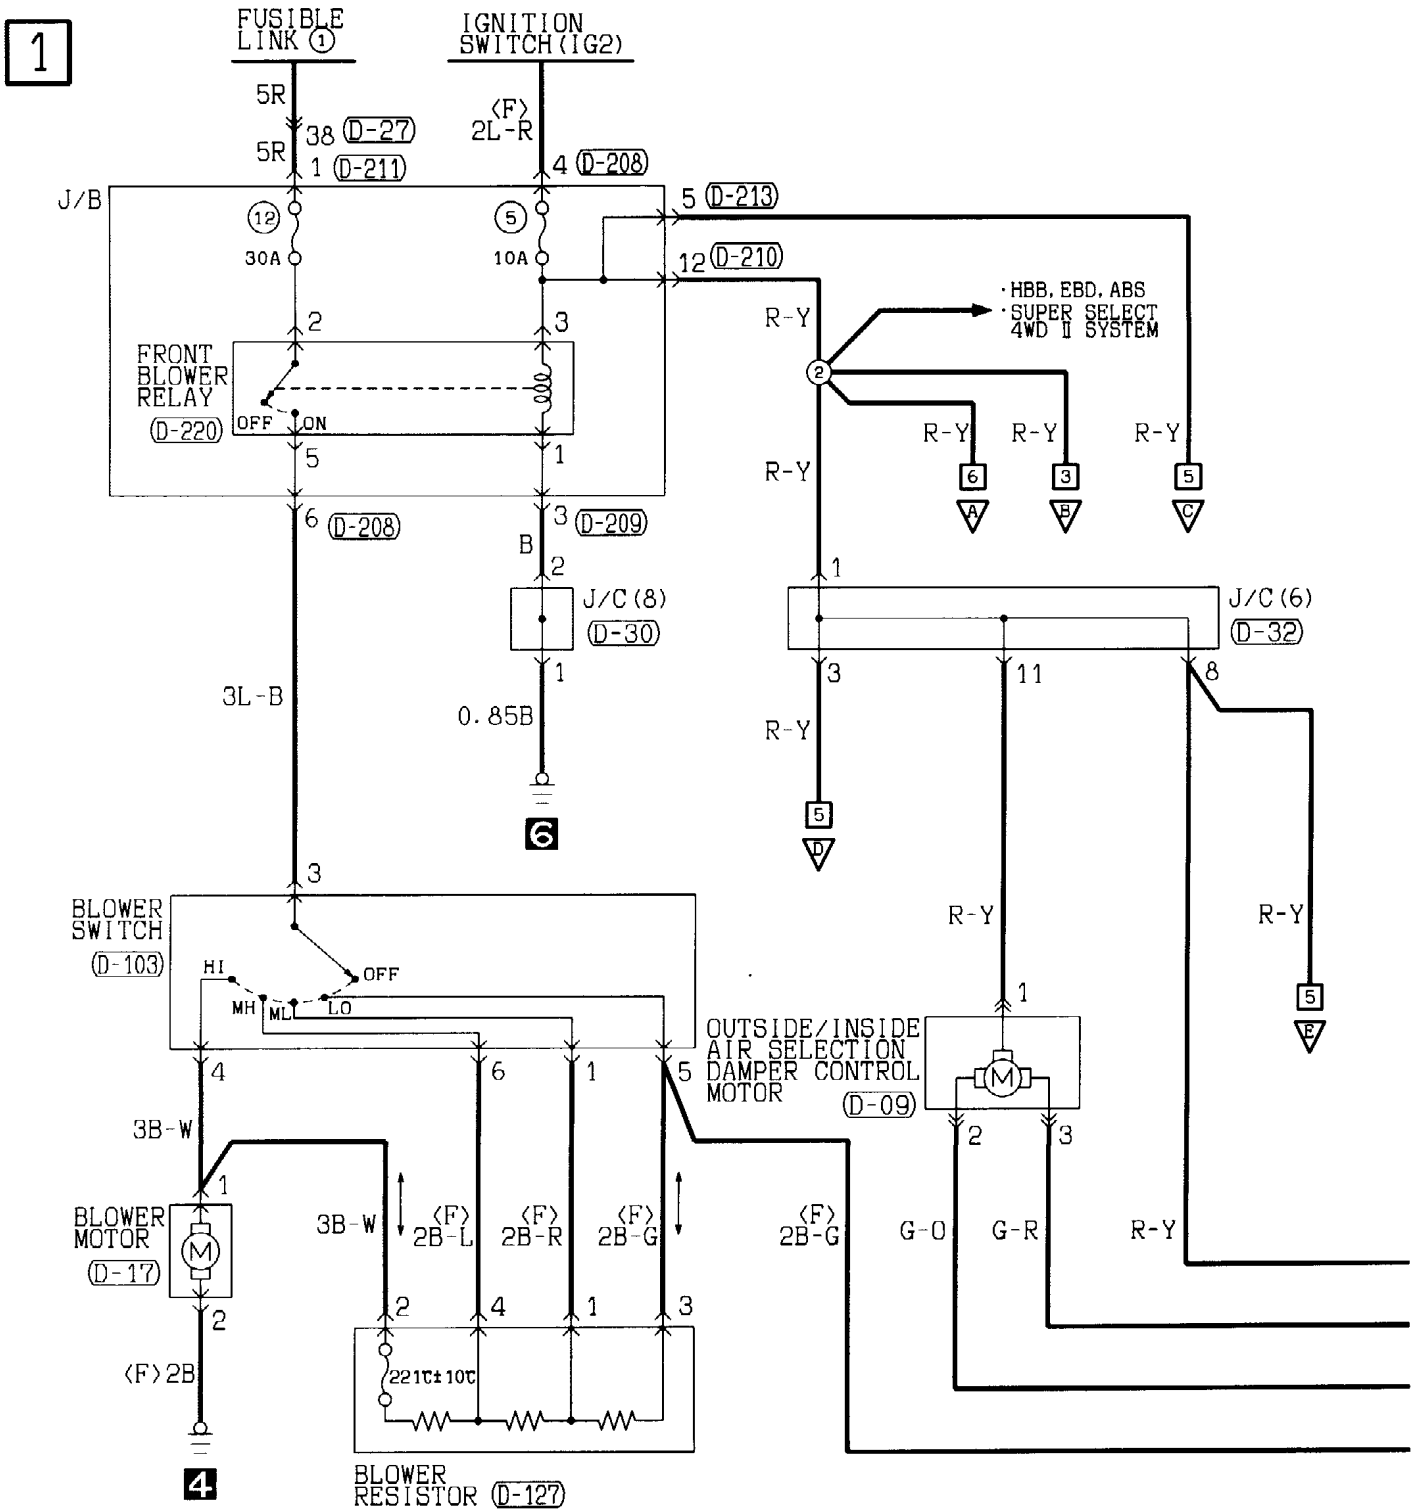 1
FUSIBLE
LINK ①
IGNITION
SWITCH(IG2)
5R
<F>
2L-R
38 (D-27)
5R
1 (D-211)
4 (D-208)
J/B
5 (D-213)
12
5
30A
10A
12 (D-210)
R-Y
·HBB, EBD, ABS
·SUPER SELECT
4WD Ⅱ SYSTEM
2
3
FRONT
BLOWER
RELAY
(D-220)
OFF
ON
2
R-Y
R-Y
R-Y
5
1
R-Y
6
3
5
A
B
C
6 (D-208)
3 (D-209)
B
2
1
J/C(8)
(D-30)
J/C(6)
(D-32)
1
3
11
8
3L-B
0.85B
R-Y
6
5
D
3
BLOWER
SWITCH
(D-103)
HI
OFF
MH
ML
LO
R-Y
R-Y
5
E
1
OUTSIDE/INSIDE
AIR SELECTION
DAMPER CONTROL
MOTOR
(D-09)
M
4
6
1
5
2
3
3B-W
1
BLOWER
MOTOR
(D-17)
M
3B-W
<F>
2B-L
<F>
2B-R
<F>
2B-G
<F>
2B-G
G-O
G-R
R-Y
2
2
4
1
3
<F>2B
221℃±10℃
4
BLOWER
RESISTOR (D-127)